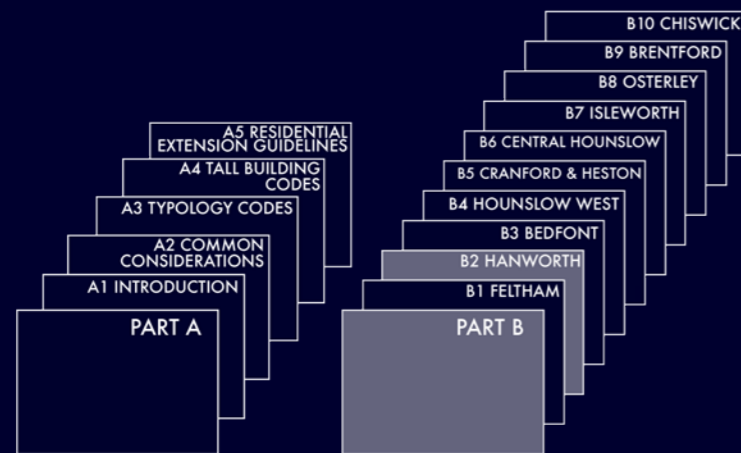 A5 RESIDENTIAL
EXTENSION GUIDELINES
A4 TALL BUILDING
CODES
A3 TYPOLOGY CODES
A2 COMMON
CONSIDERATIONS
A1 INTRODUCTION
PART A
B10 CHISWICK
B9 BRENTFORD
B8 OSTERLEY
B7 ISLEWORTH
B6 CENTRAL HOUNSLOW
B5 CRANFORD & HESTON
B4 HOUNSLOW WEST
B3 BEDFONT
B2 HANWORTH
B1 FELTHAM
PART B